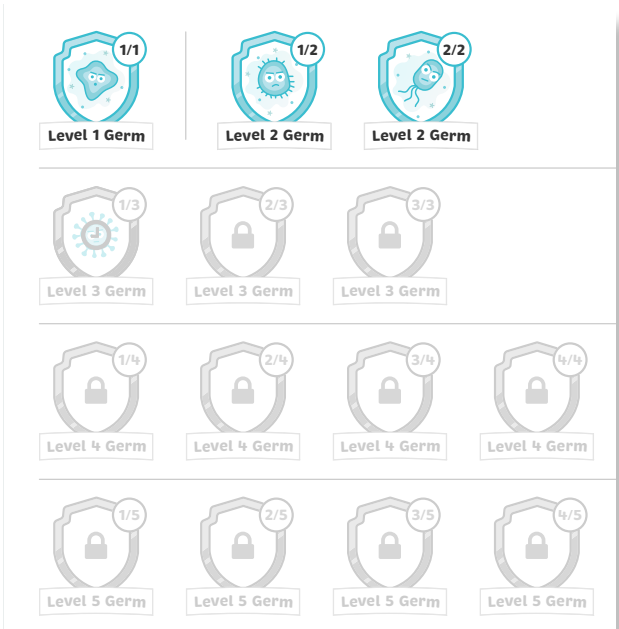 1/1 1/2 2/2
Level 1 Germ Level 2 Germ Level 2 Germ
1/3 2/3 3/3
Level 3 Germ Level 3 Germ Level 3 Germ
1/4 2/4 3/4 4/4
Level 4 Germ Level 4 Germ Level 4 Germ Level 4 Germ
1/5 2/5 3/5 4/5
Level 5 Germ Level 5 Germ Level 5 Germ Level 5 Germ